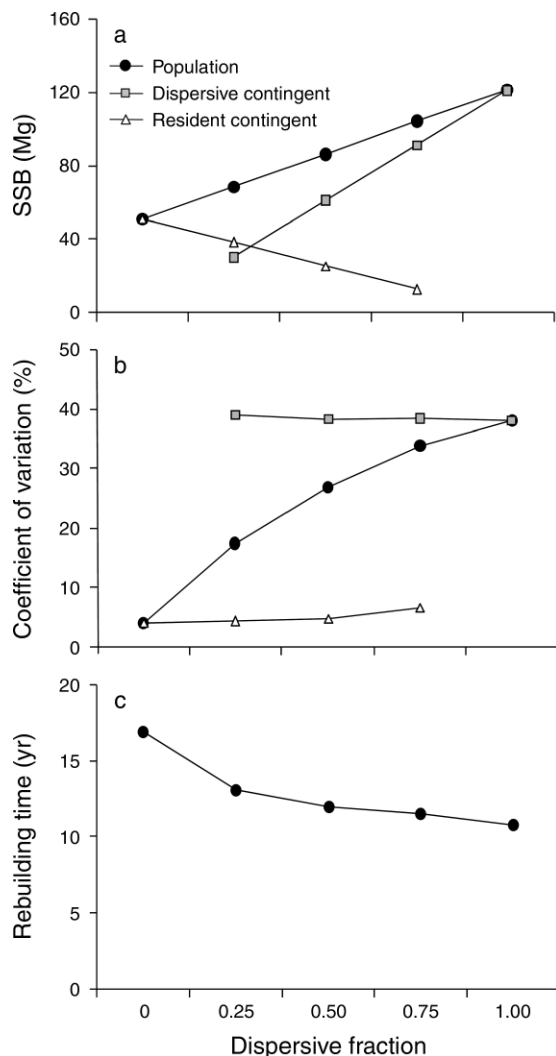 160
120
80
40
0
SSB (Mg)
a
Population
Dispersive contingent
Resident contingent
50
40
30
20
10
0
Coefficient of variation (%)
b
20
15
10
5
0
Rebuilding time (yr)
c
0 0.25 0.50 0.75 1.00
Dispersive fraction